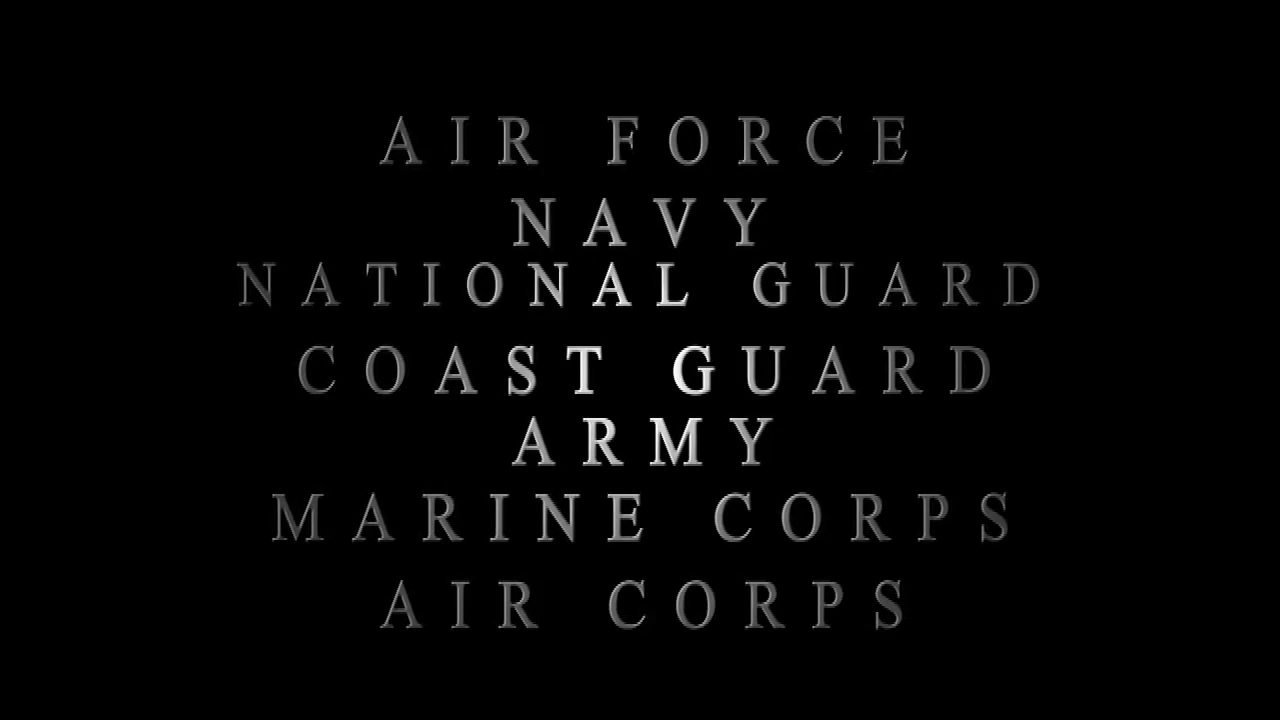 AIR FORCE
NAVY
NATIONAL GUARD
COAST GUARD
ARMY
MARINE CORPS
AIR CORPS